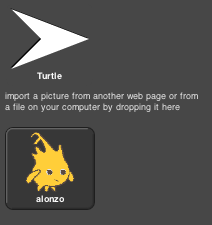 Turtle
import a picture from another web page or from
a file on your computer by dropping it here
alonzo